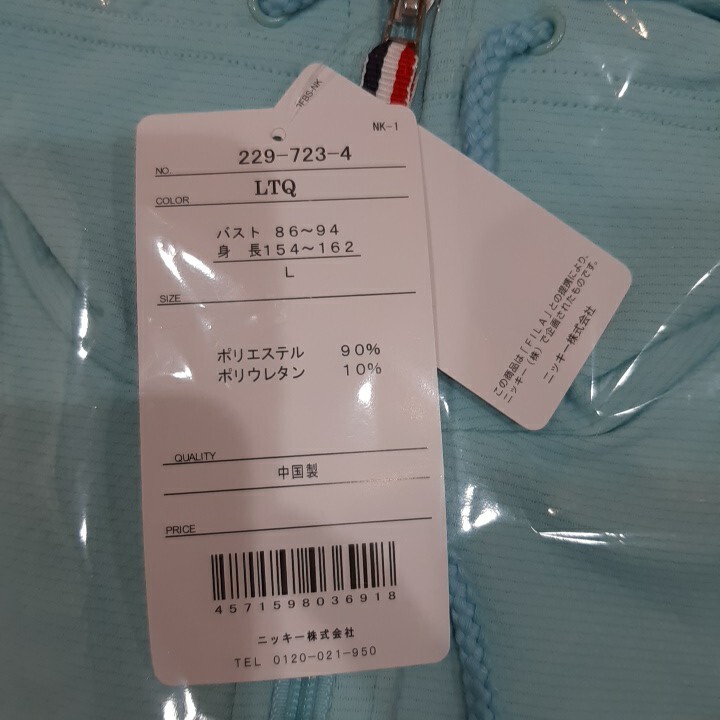 NK-1
NO. 229-723-4
COLOR LTQ
バスト 86〜94
身 長154〜162
L
SIZE
ポリエステル 90%
ポリウレタン 10%
QUALITY
中国製
PRICE
4571598036918
ニッキー株式会社
TEL 0120-021-950
FBS-NK
この商品は「FILA」との提携により、
ニッキー(株)で企画されたものです。
ニッキー株式会社